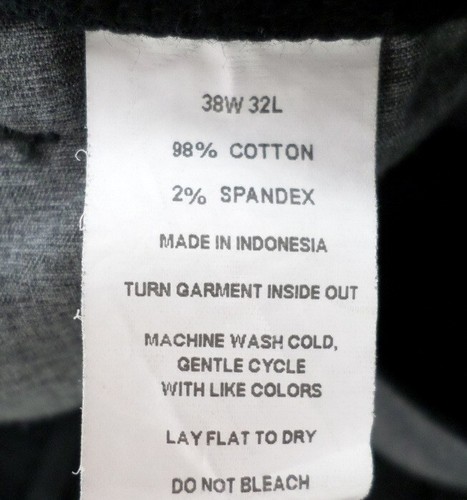 38W 32L
98% COTTON
2% SPANDEX
MADE IN INDONESIA
TURN GARMENT INSIDE OUT
MACHINE WASH COLD,
GENTLE CYCLE
WITH LIKE COLORS
LAY FLAT TO DRY
DO NOT BLEACH